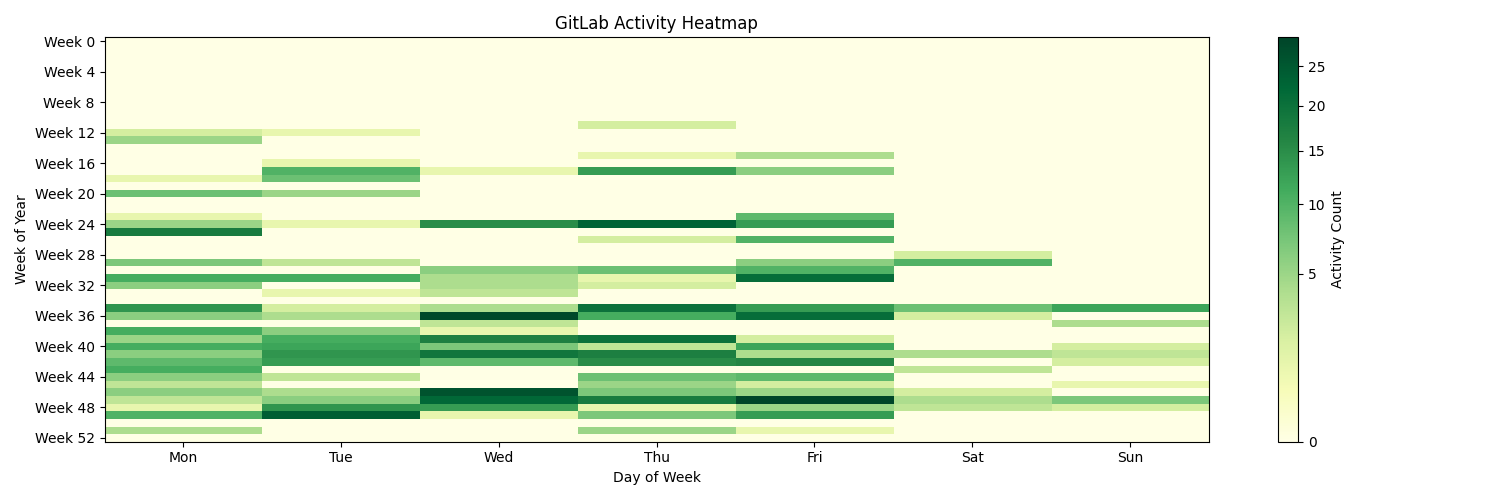 GitLab Activity Heatmap
Week 0
Week 4
Week 8
Week 12
Week 16
Week 20
Week 24
Week 28
Week 32
Week 36
Week 40
Week 44
Week 48
Week 52
Week of Year
Mon Tue Wed Thu Fri Sat Sun
Day of Week
25
20
15
10
5
0
Activity Count